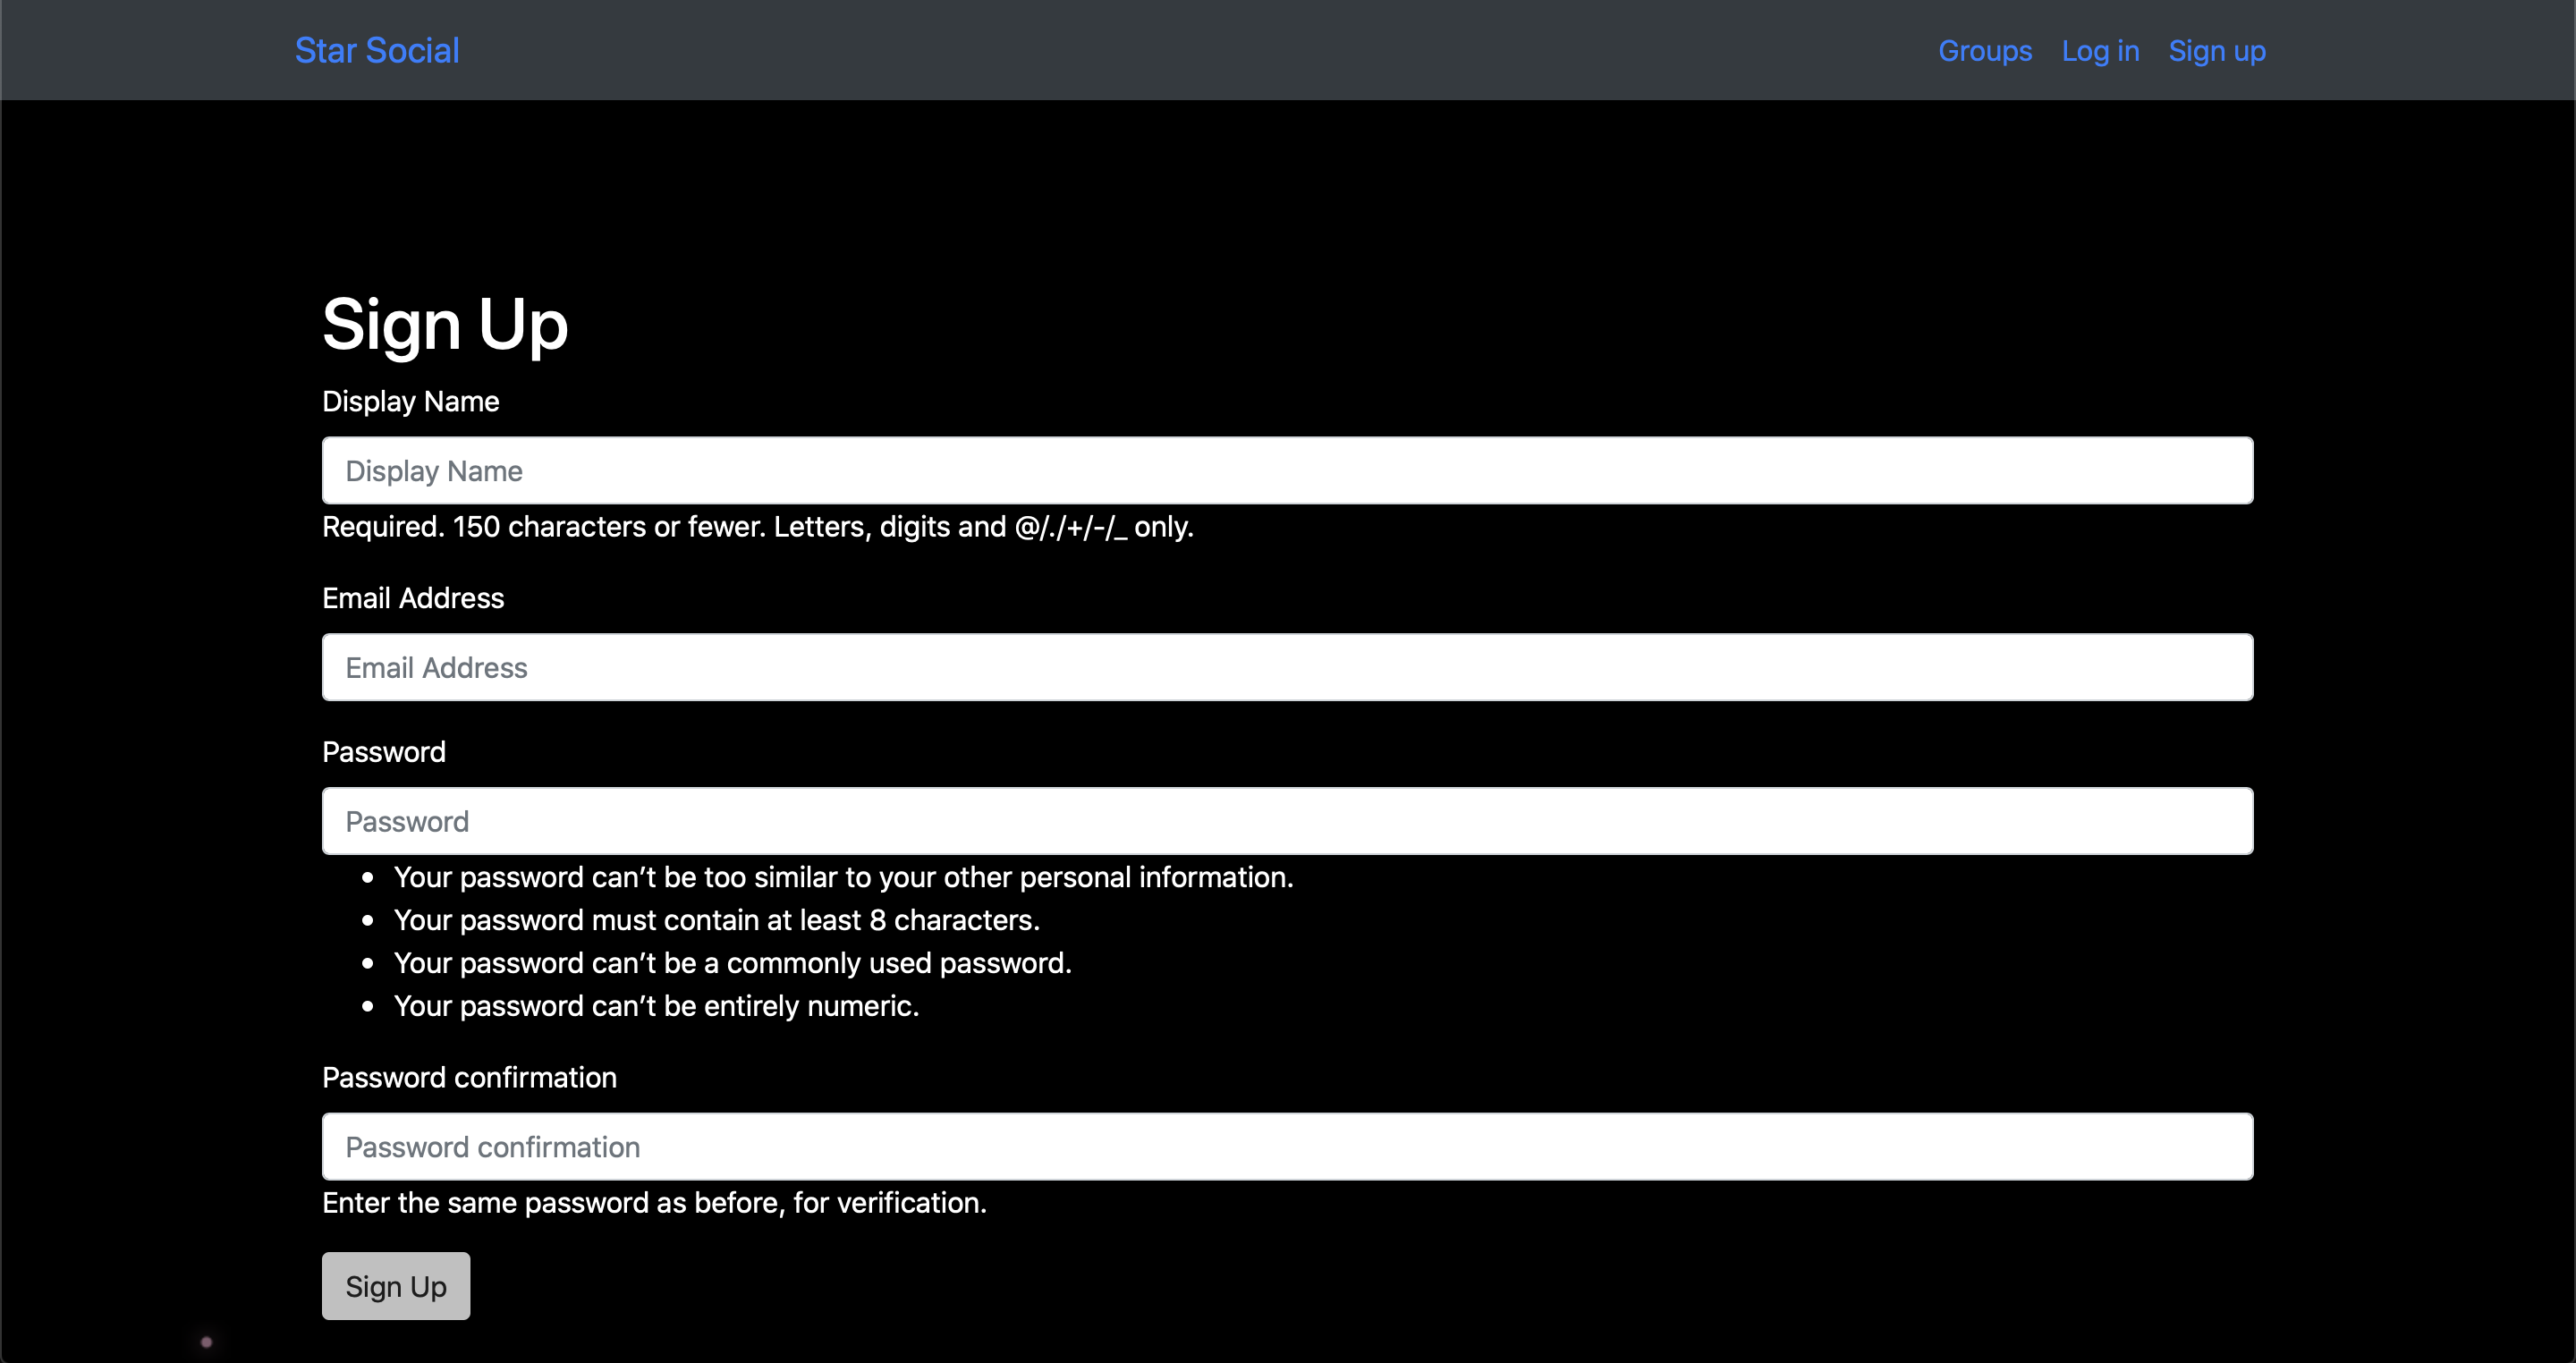 Star Social
Groups Log in Sign up
Sign Up
Display Name
Display Name
Required. 150 characters or fewer. Letters, digits and @/./+/-/_ only.
Email Address
Email Address
Password
Password
• Your password can’t be too similar to your other personal information.
• Your password must contain at least 8 characters.
• Your password can’t be a commonly used password.
• Your password can’t be entirely numeric.
Password confirmation
Password confirmation
Enter the same password as before, for verification.
Sign Up